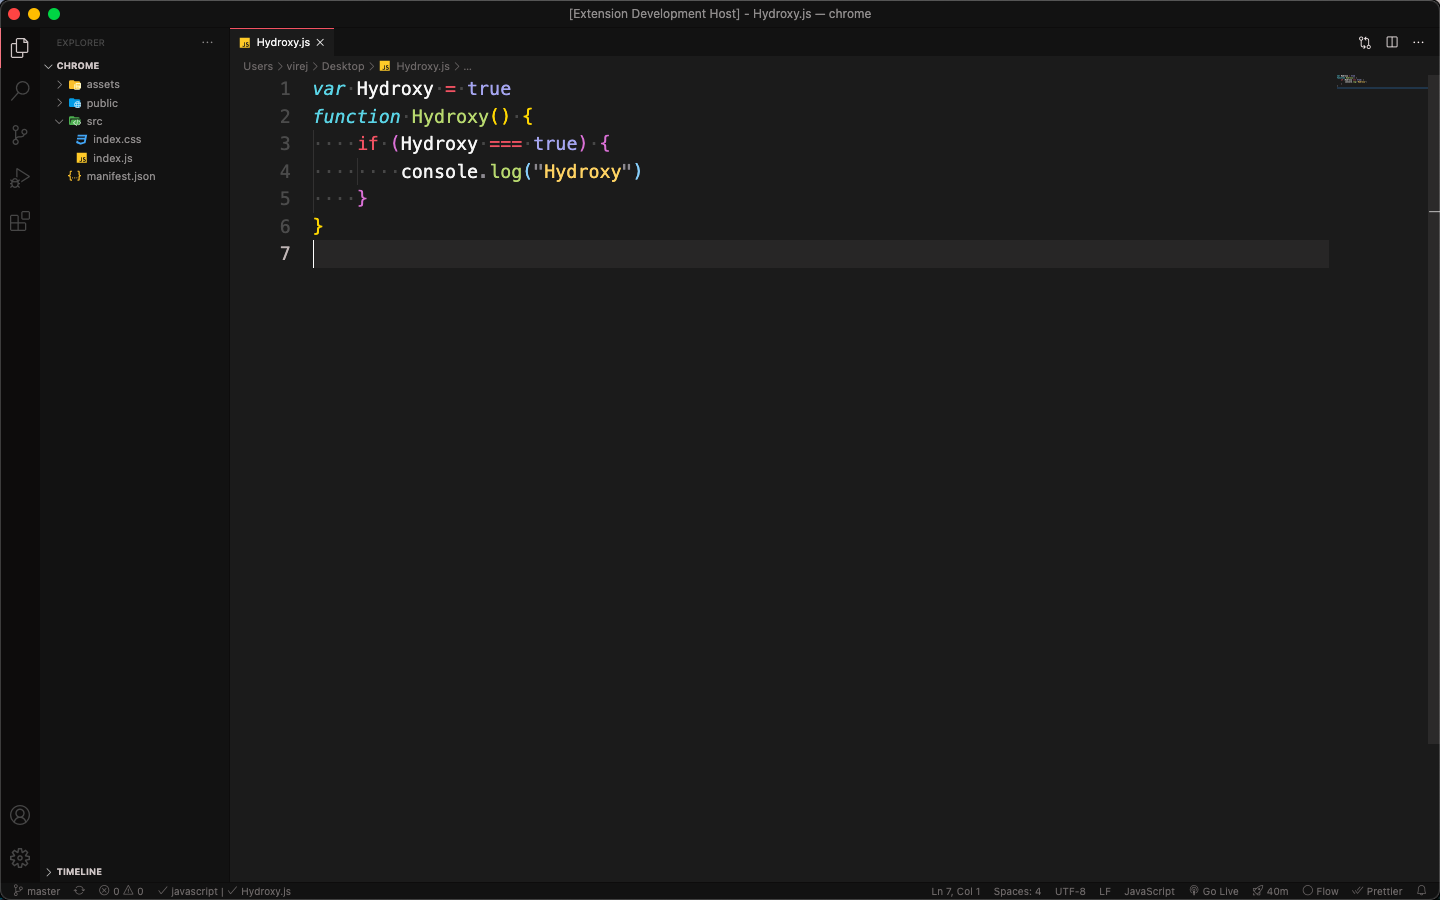 [Extension Development Host] - Hydroxy.js — chrome
EXPLORER
CHROME
assets
public
src
index.css
index.js
manifest.json
TIMELINE
Hydroxy.js
Users > virej > Desktop > JS Hydroxy.js > ...
1 var Hydroxy = true
2 function Hydroxy() {
3 if (Hydroxy === true) {
4 console.log("Hydroxy")
5 }
6 }
7
master 0 0 javascript | Hydroxy.js Ln 7, Col 1 Spaces: 4 UTF-8 LF JavaScript Go Live 40m Flow Prettier